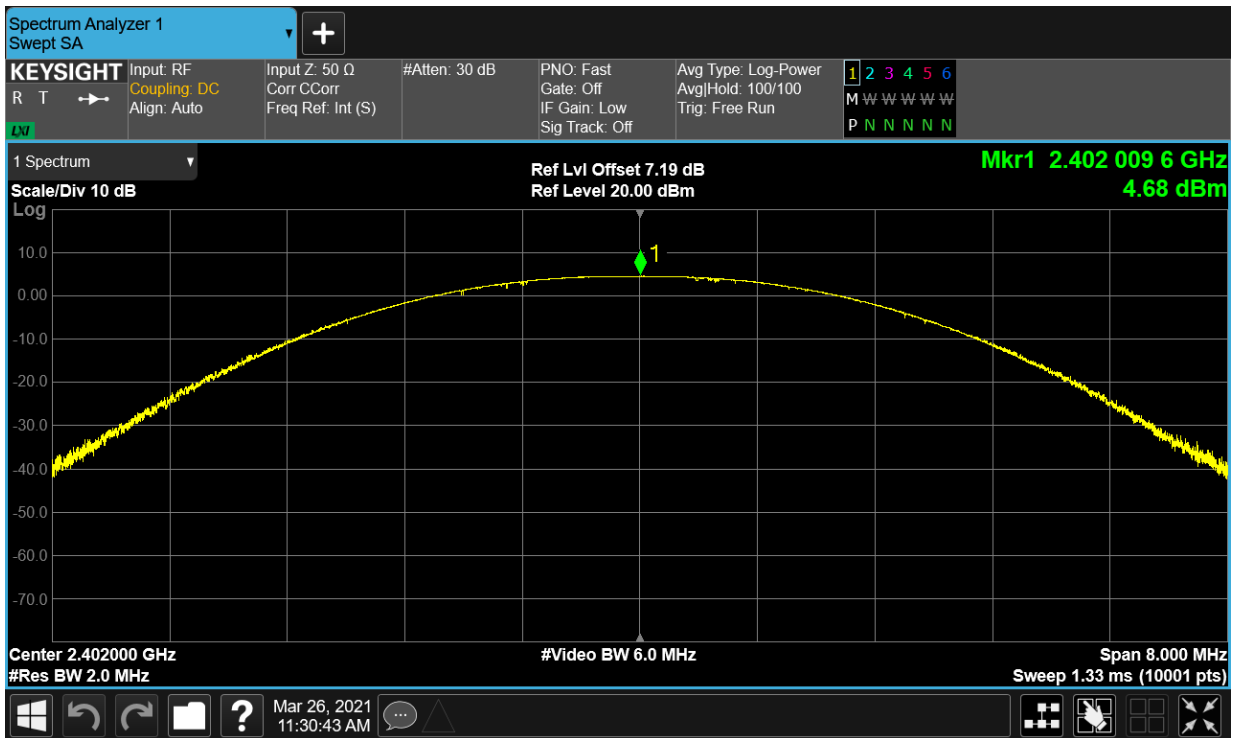 Spectrum Analyzer 1
Swept SA
▼
+
KEYSIGHT
R T
LXI
Input: RF
Coupling: DC
Align: Auto
Input Z: 50 Ω
Corr CCorr
Freq Ref: Int (S)
#Atten: 30 dB
PNO: Fast
Gate: Off
IF Gain: Low
Sig Track: Off
Avg Type: Log-Power
Avg|Hold: 100/100
Trig: Free Run
1 2 3 4 5 6
M W W W W W
P N N N N N
1 Spectrum ▼
Scale/Div 10 dB
Log
Ref Lvl Offset 7.19 dB
Ref Level 20.00 dBm
Mkr1 2.402 009 6 GHz
4.68 dBm
1
10.0
0.00
-10.0
-20.0
-30.0
-40.0
-50.0
-60.0
-70.0
Center 2.402000 GHz
#Res BW 2.0 MHz
#Video BW 6.0 MHz
Span 8.000 MHz
Sweep 1.33 ms (10001 pts)
?
Mar 26, 2021
11:30:43 AM